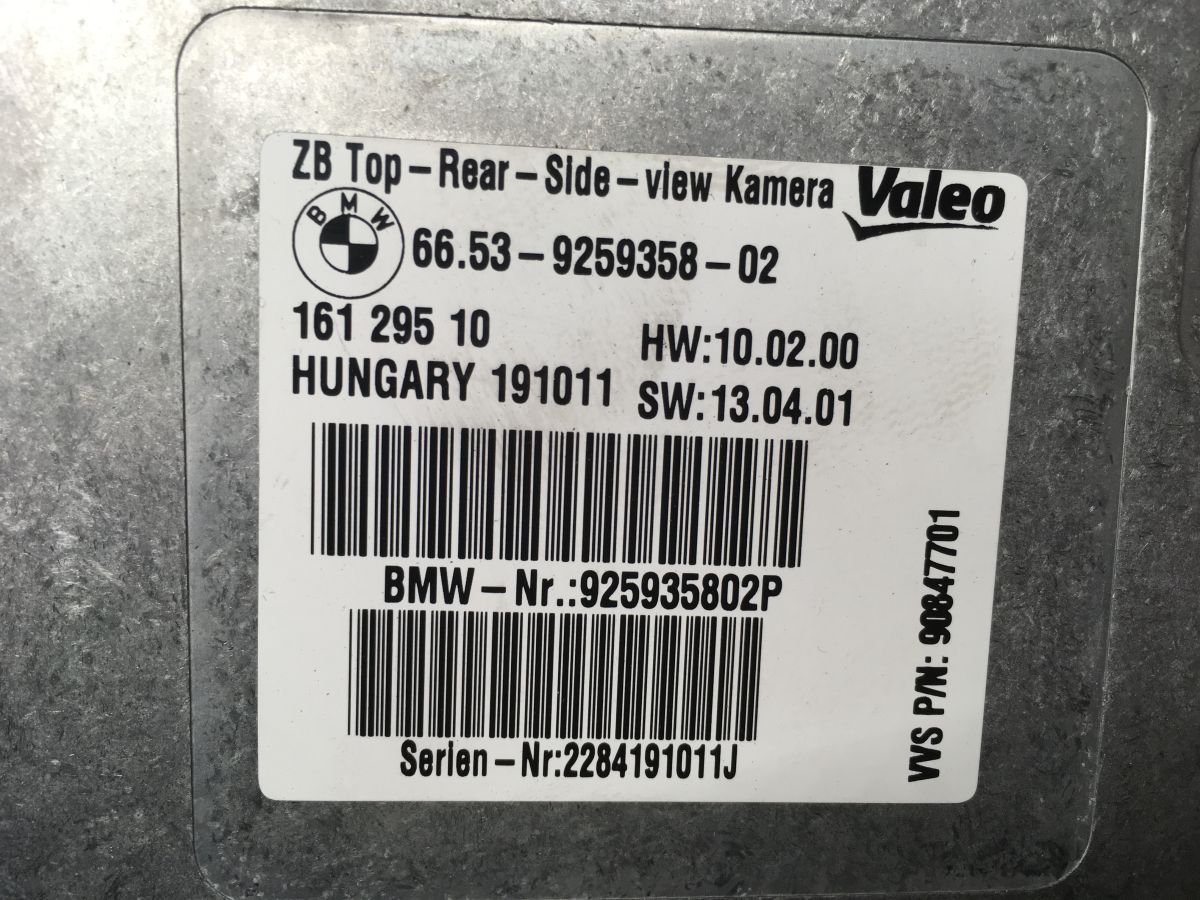 ZB Top-Rear-Side-view Kamera
Valeo
BMW
66.53-9259358-02
161 295 10
HW:10.02.00
HUNGARY 191011
SW:13.04.01
BMW-Nr.:925935802P
Serien-Nr:2284191011J
VVS P/N: 90847701